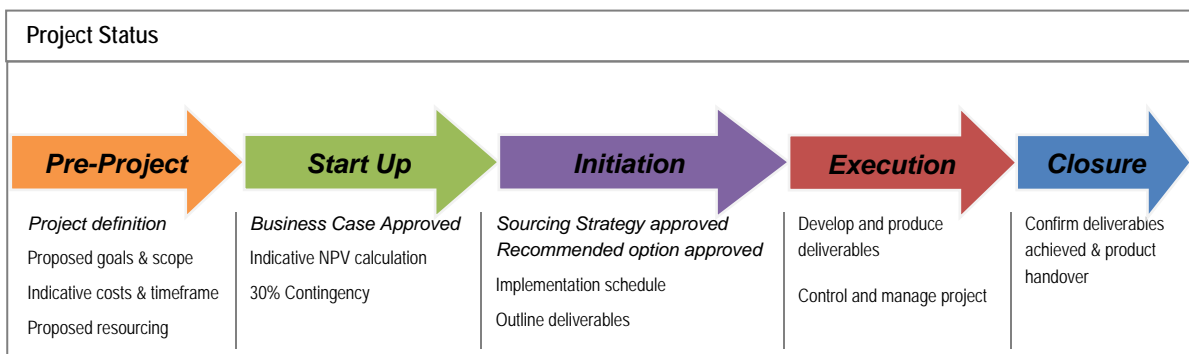 Project Status
Pre-Project
Start Up
Initiation
Execution
Closure
Project definition
Proposed goals & scope
Indicative costs & timeframe
Proposed resourcing
Business Case Approved
Indicative NPV calculation
30% Contingency
Sourcing Strategy approved
Recommended option approved
Implementation schedule
Outline deliverables
Develop and produce
deliverables
Control and manage project
Confirm deliverables
achieved & product
handover